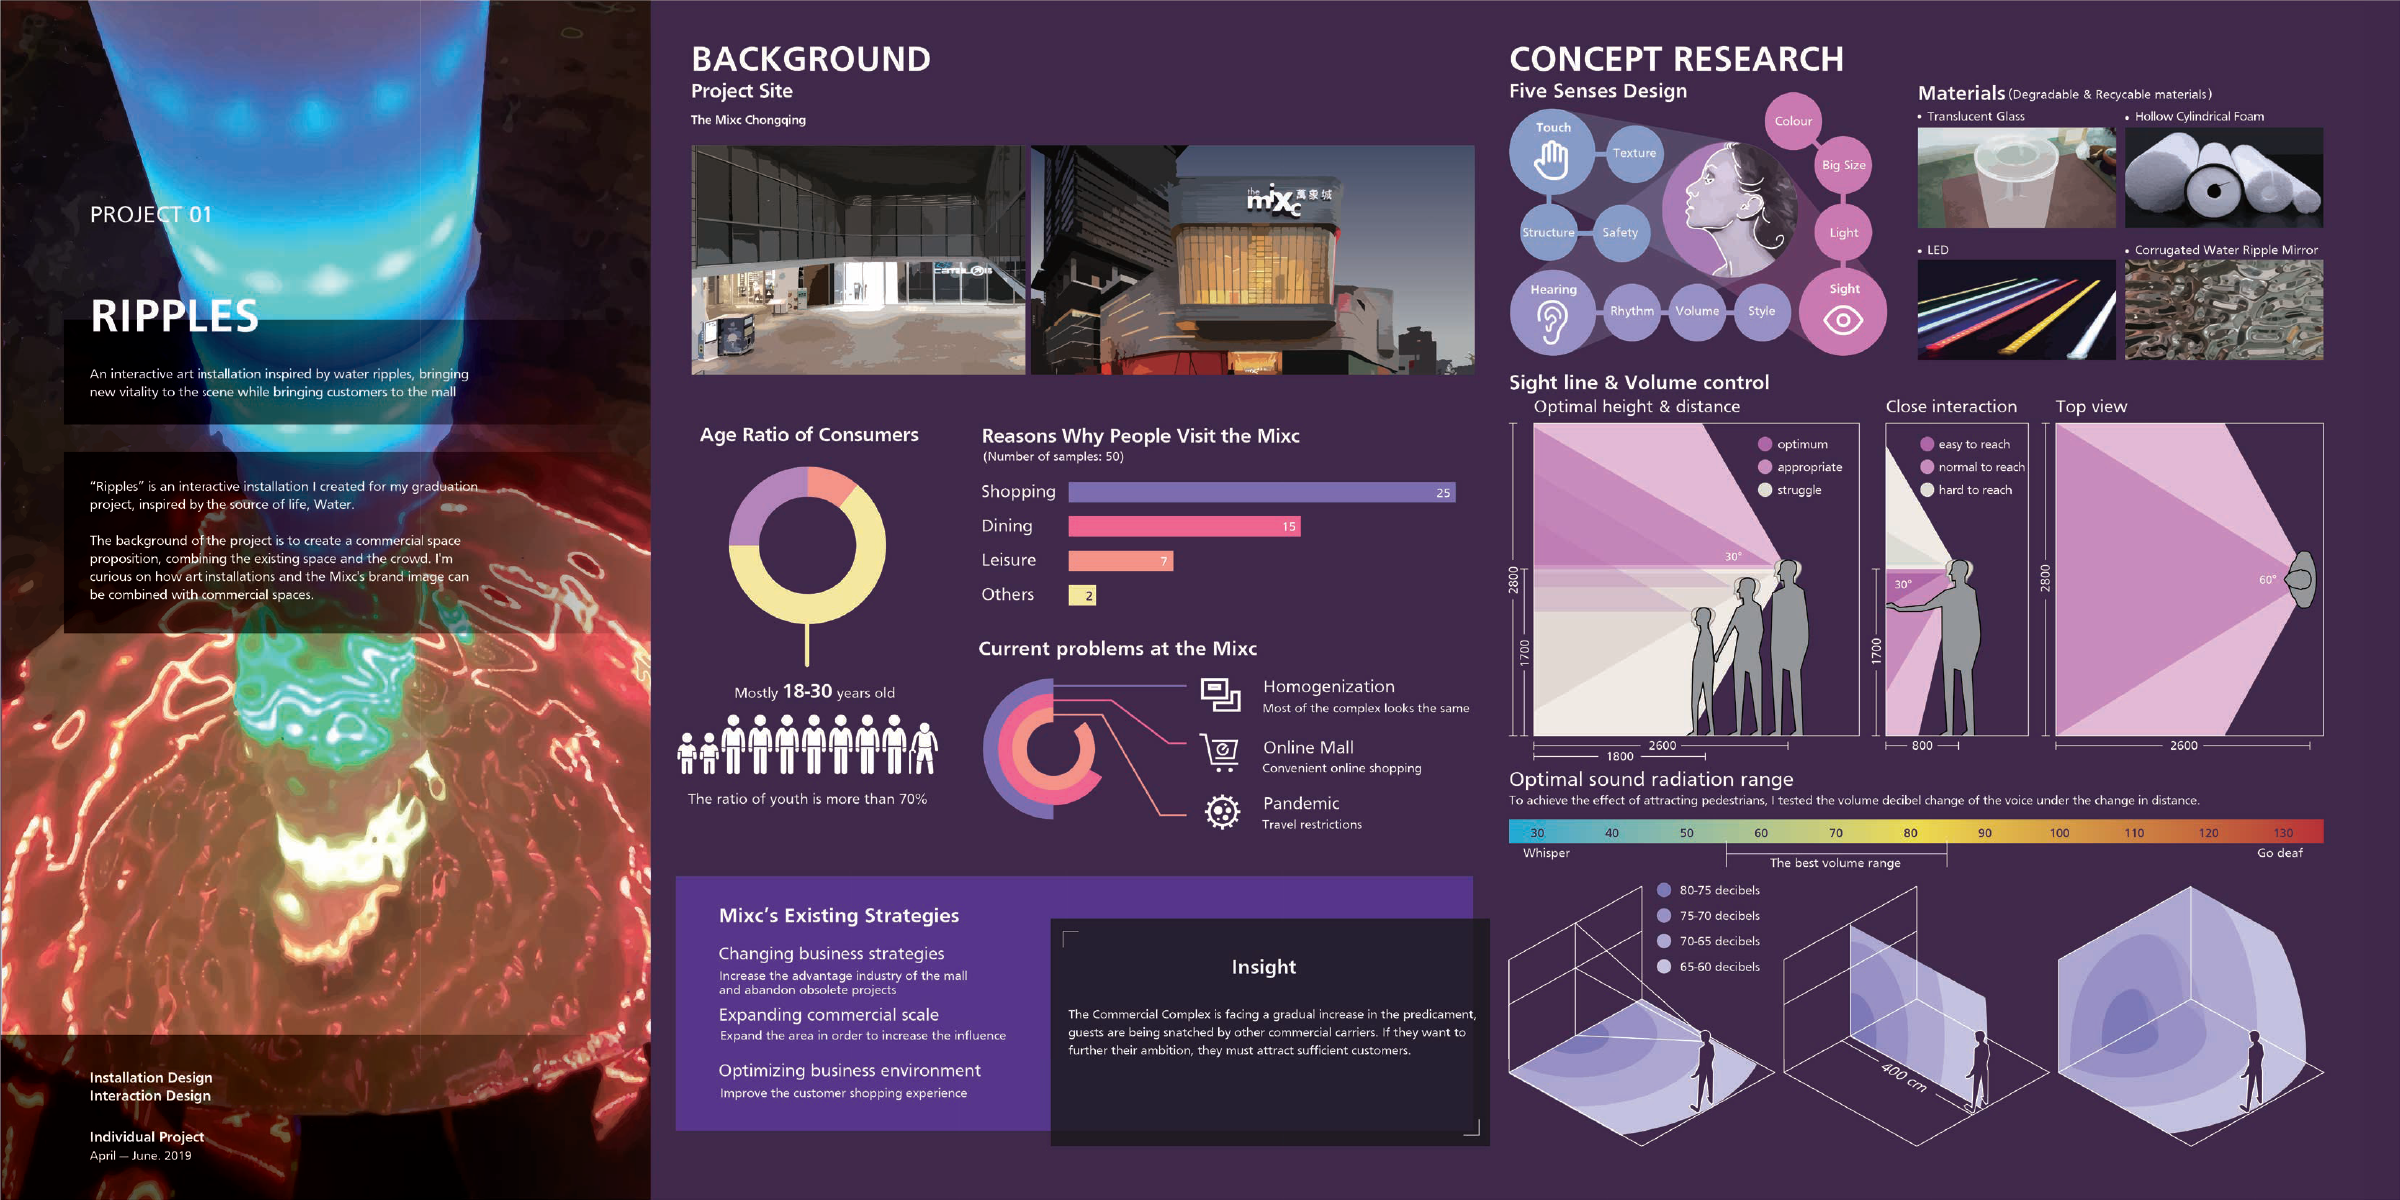 PROJECT 01
RIPPLES
An interactive art installation inspired by water ripples, bringing
new vitality to the scene while bringing customers to the mall
“Ripples” is an interactive installation I created for my graduation
project, inspired by the source of life, Water.
The background of the project is to create a commercial space
proposition, combining the existing space and the crowd. I'm
curious on how art installations and the Mixc's brand image can
be combined with commercial spaces.
Installation Design
Interaction Design
Individual Project
April — June. 2019
BACKGROUND
Project Site
The Mixc Chongqing
the mixc 萬象城
Age Ratio of Consumers
Mostly 18-30 years old
The ratio of youth is more than 70%
Reasons Why People Visit the Mixc
(Number of samples: 50)
Shopping 25
Dining 15
Leisure 7
Others 2
Current problems at the Mixc
Homogenization
Most of the complex looks the same
Online Mall
Convenient online shopping
Pandemic
Travel restrictions
Mixc’s Existing Strategies
Changing business strategies
Increase the advantage industry of the mall
and abandon obsolete projects
Expanding commercial scale
Expand the area in order to increase the influence
Optimizing business environment
Improve the customer shopping experience
Insight
The Commercial Complex is facing a gradual increase in the predicament,
guests are being snatched by other commercial carriers. If they want to
further their ambition, they must attract sufficient customers.
CONCEPT RESEARCH
Five Senses Design
Touch
Texture
Structure
Safety
Hearing
Rhythm
Volume
Style
Colour
Big Size
Light
Sight
Materials (Degradable & Recycable materials)
• Translucent Glass
• Hollow Cylindrical Foam
• LED
• Corrugated Water Ripple Mirror
Sight line & Volume control
Optimal height & distance
optimum
appropriate
struggle
30°
2800
1700
2600
1800
Close interaction
easy to reach
normal to reach
hard to reach
30°
1700
800
Top view
60°
2800
2600
Optimal sound radiation range
To achieve the effect of attracting pedestrians, I tested the volume decibel change of the voice under the change in distance.
30 40 50 60 70 80 90 100 110 120 130
Whisper
The best volume range
Go deaf
80-75 decibels
75-70 decibels
70-65 decibels
65-60 decibels
400 cm